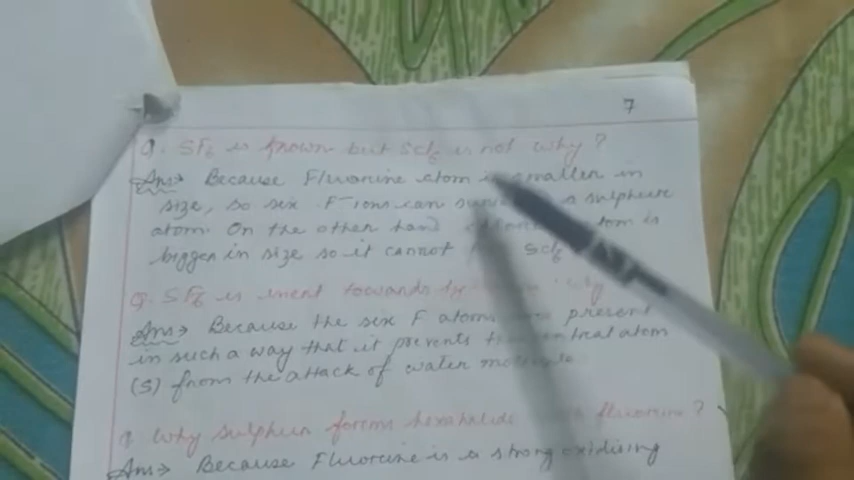 7
Q. SF6 is known but SCl6 is not why?
Ans→ Because Fluorine atom is smaller in
size, so six F- ions can a sulphur
atom. On the other hand atom is
bigger in size so it cannot SCl6
Q. SF6 is inert towards
Ans→ Because the six F atoms present
in such a way that it prevents atom
(S) from the attack of water
Q Why sulphur forms hexahalide fluorine?
Ans→ Because Fluorine is a strong oxidising